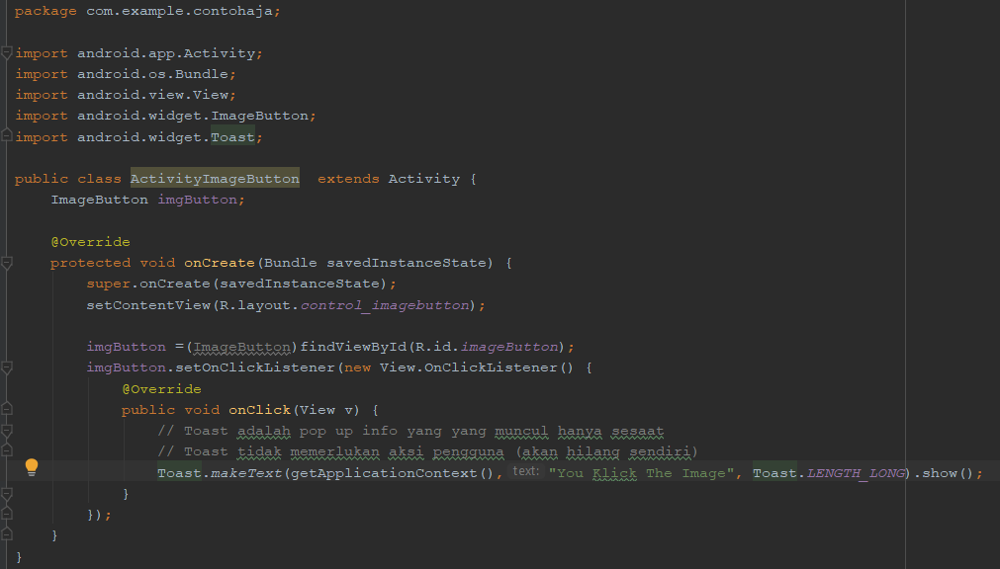 package com.example.contohaja;
import android.app.Activity;
import android.os.Bundle;
import android.view.View;
import android.widget.ImageButton;
import android.widget.Toast;
public class ActivityImageButton  extends Activity {
ImageButton imgButton;
@Override
protected void onCreate(Bundle savedInstanceState) {
super.onCreate(savedInstanceState);
setContentView(R.layout.control_imagebutton);
imgButton =(ImageButton)findViewById(R.id.imageButton);
imgButton.setOnClickListener(new View.OnClickListener() {
@Override
public void onClick(View v) {
// Toast adalah pop up info yang yang muncul hanya sesaat
// Toast tidak memerlukan aksi pengguna (akan hilang sendiri)
Toast.makeText(getApplicationContext(), text: "You Klick The Image", Toast.LENGTH_LONG).show();
}
});
}
}